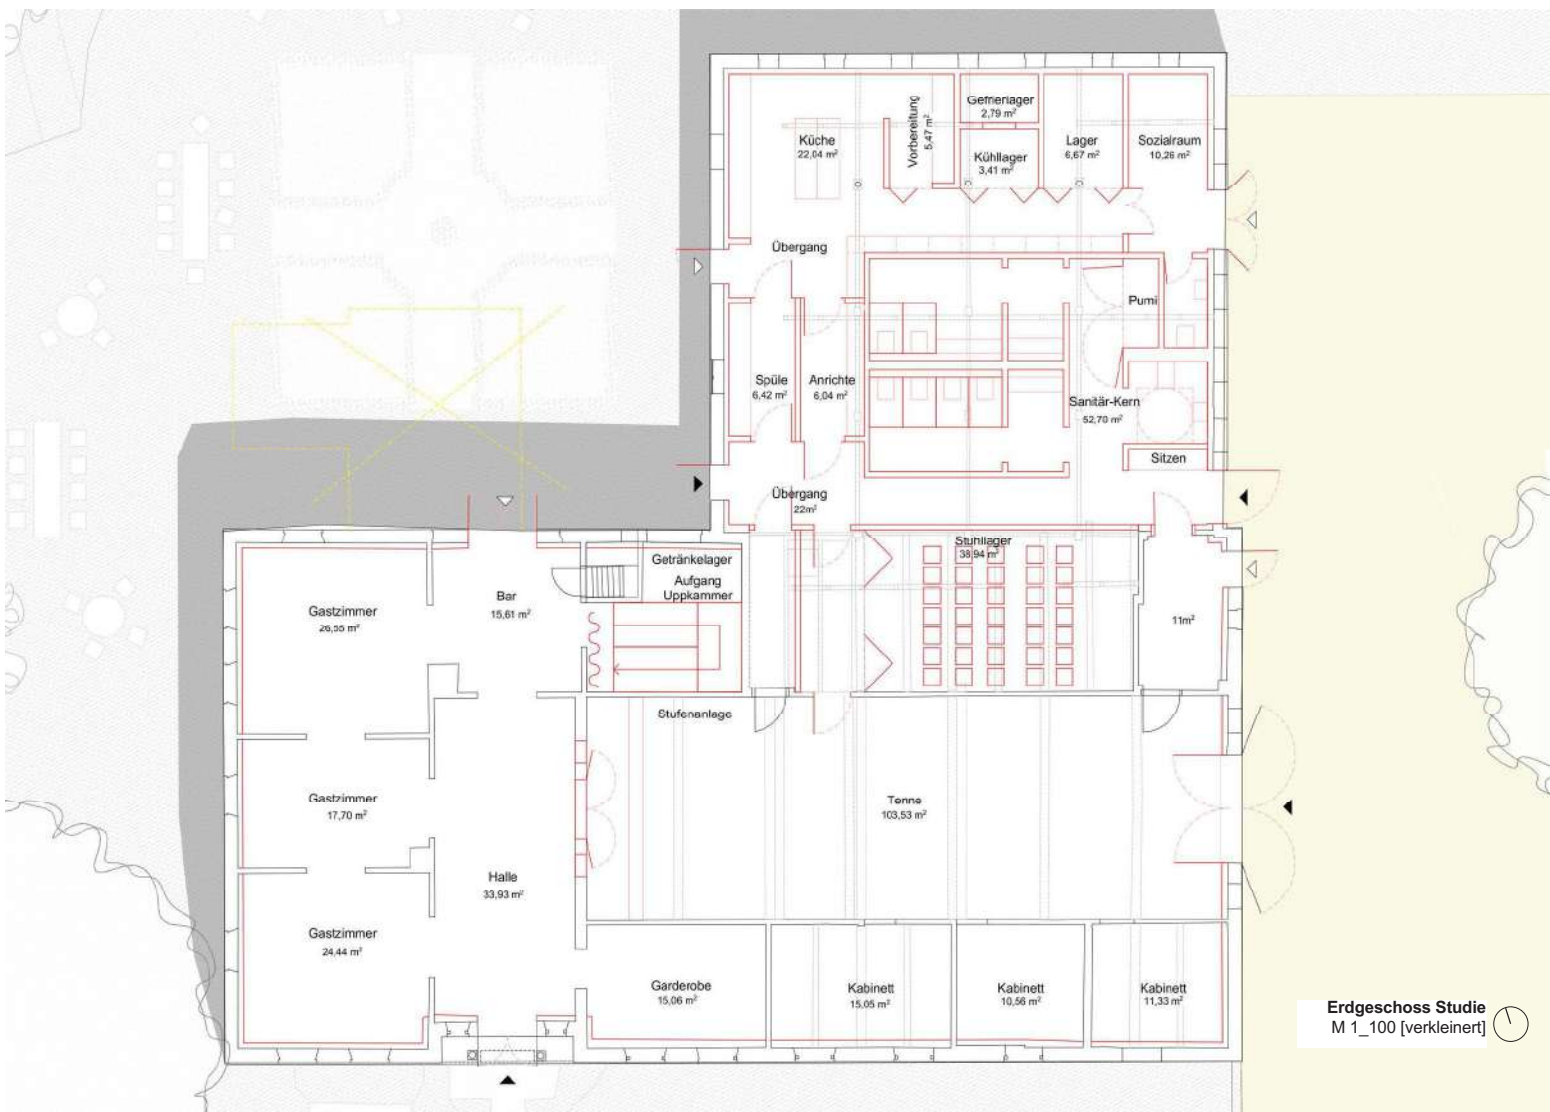 Küche
22,04 m²
Vorbereitung
5,47 m²
Gefrierlager
2,79 m²
Kühllager
3,41 m²
Lager
6,67 m²
Sozialraum
10,26 m²
Übergang
Pumi
Spüle
6,42 m²
Anrichte
6,04 m²
Sanitär-Kern
52,70 m²
Sitzen
Übergang
22m²
Stuhllager
38,94 m²
Getränkelager
Aufgang
Uppkammer
Bar
15,61 m²
Gastzimmer
26,55 m²
11m²
Stufenanlage
Gastzimmer
17,70 m²
Tenne
103,53 m²
Halle
33,93 m²
Gastzimmer
24,44 m²
Garderobe
15,06 m²
Kabinett
15,05 m²
Kabinett
10,56 m²
Kabinett
11,33 m²
Erdgeschoss Studie
M 1_100 [verkleinert]